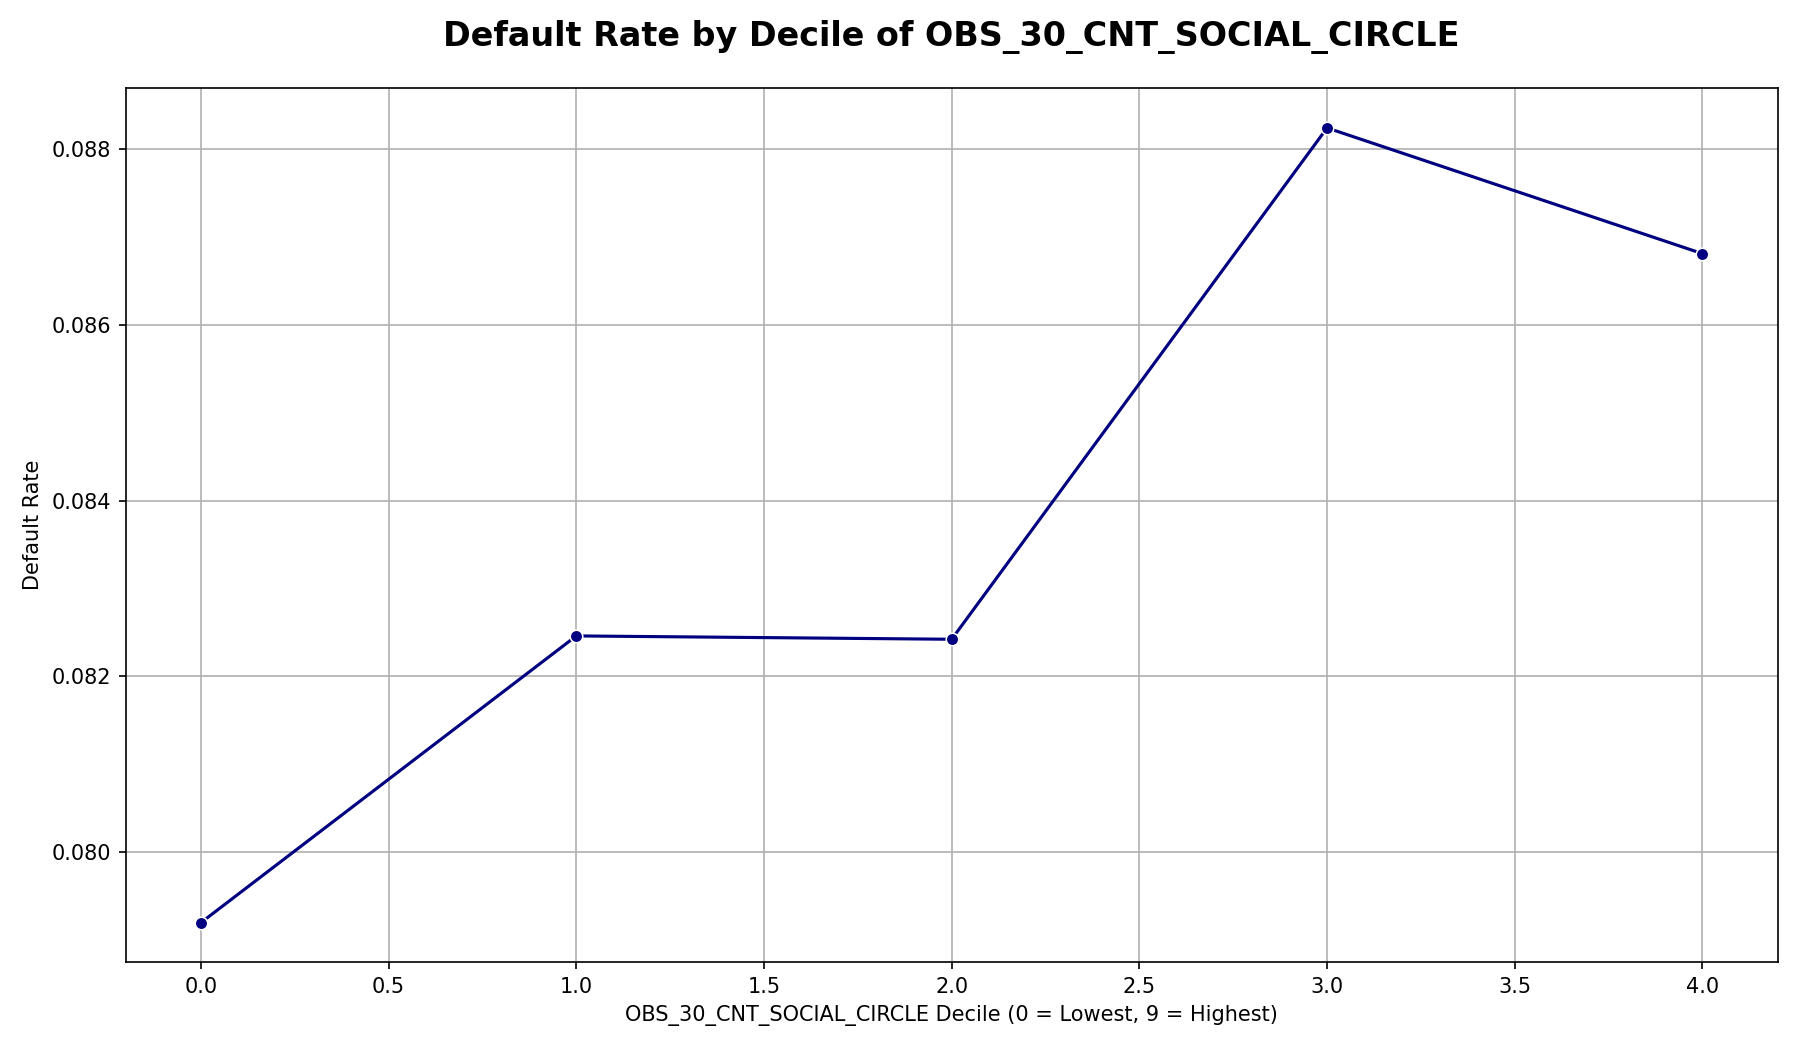 Default Rate by Decile of OBS_30_CNT_SOCIAL_CIRCLE
Default Rate
0.088
0.086
0.084
0.082
0.080
0.0 0.5 1.0 1.5 2.0 2.5 3.0 3.5 4.0
OBS_30_CNT_SOCIAL_CIRCLE Decile (0 = Lowest, 9 = Highest)